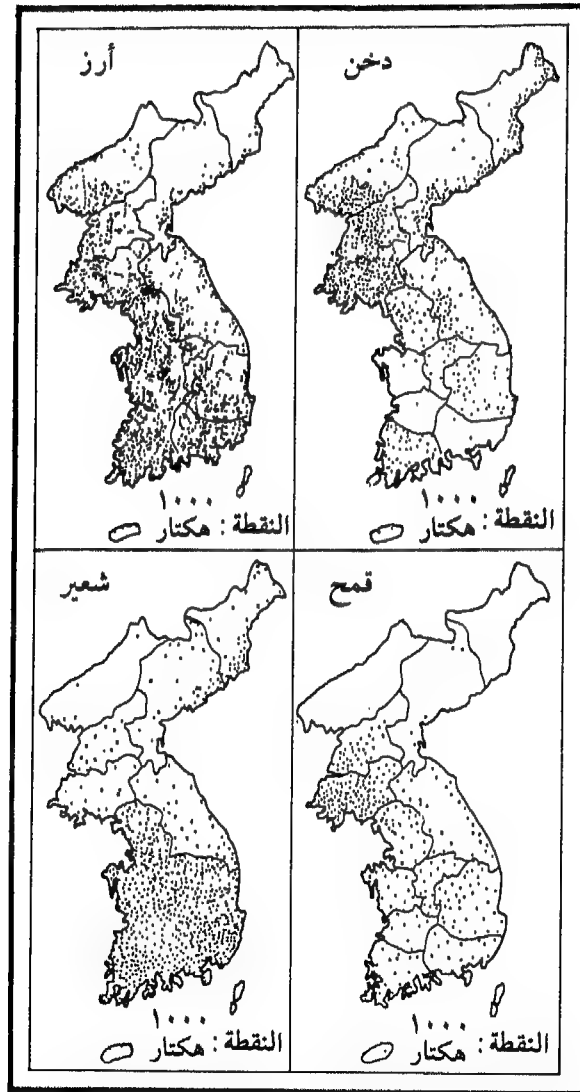 أرز
١٠٠٠
النقطة : هكتار
دخن
١٠٠٠
النقطة : هكتار
شعير
١٠٠٠
النقطة : هكتار
قمح
١٠٠٠
النقطة : هكتار